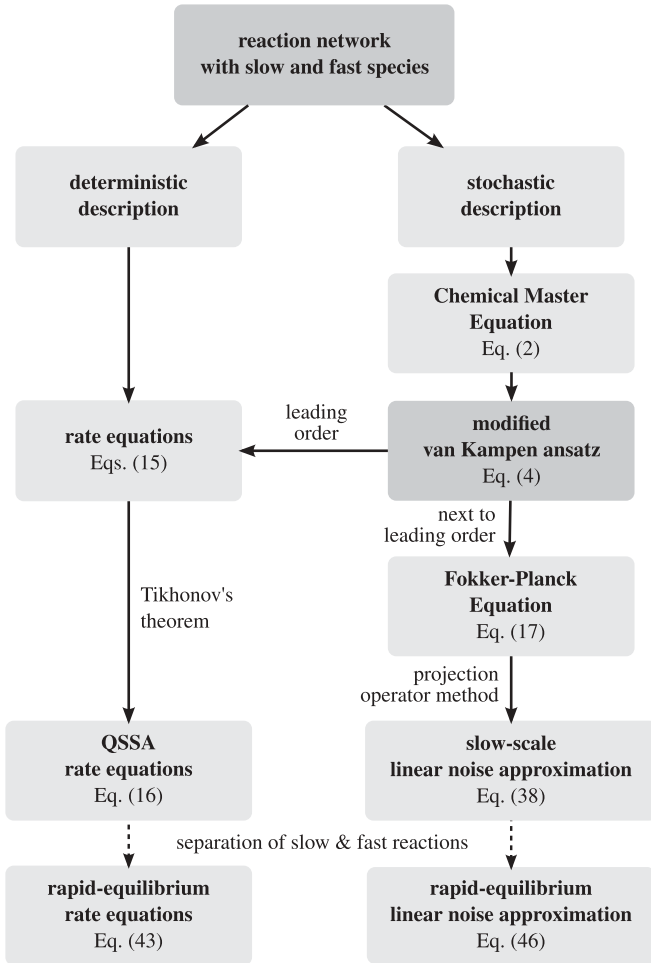 reaction network
with slow and fast species
deterministic
description
stochastic
description
Chemical Master
Equation
Eq. (2)
leading
order
rate equations
Eqs. (15)
modified
van Kampen ansatz
Eq. (4)
next to
leading order
Fokker-Planck
Equation
Eq. (17)
Tikhonov's
theorem
projection
operator method
QSSA
rate equations
Eq. (16)
slow-scale
linear noise approximation
Eq. (38)
separation of slow & fast reactions
rapid-equilibrium
rate equations
Eq. (43)
rapid-equilibrium
linear noise approximation
Eq. (46)